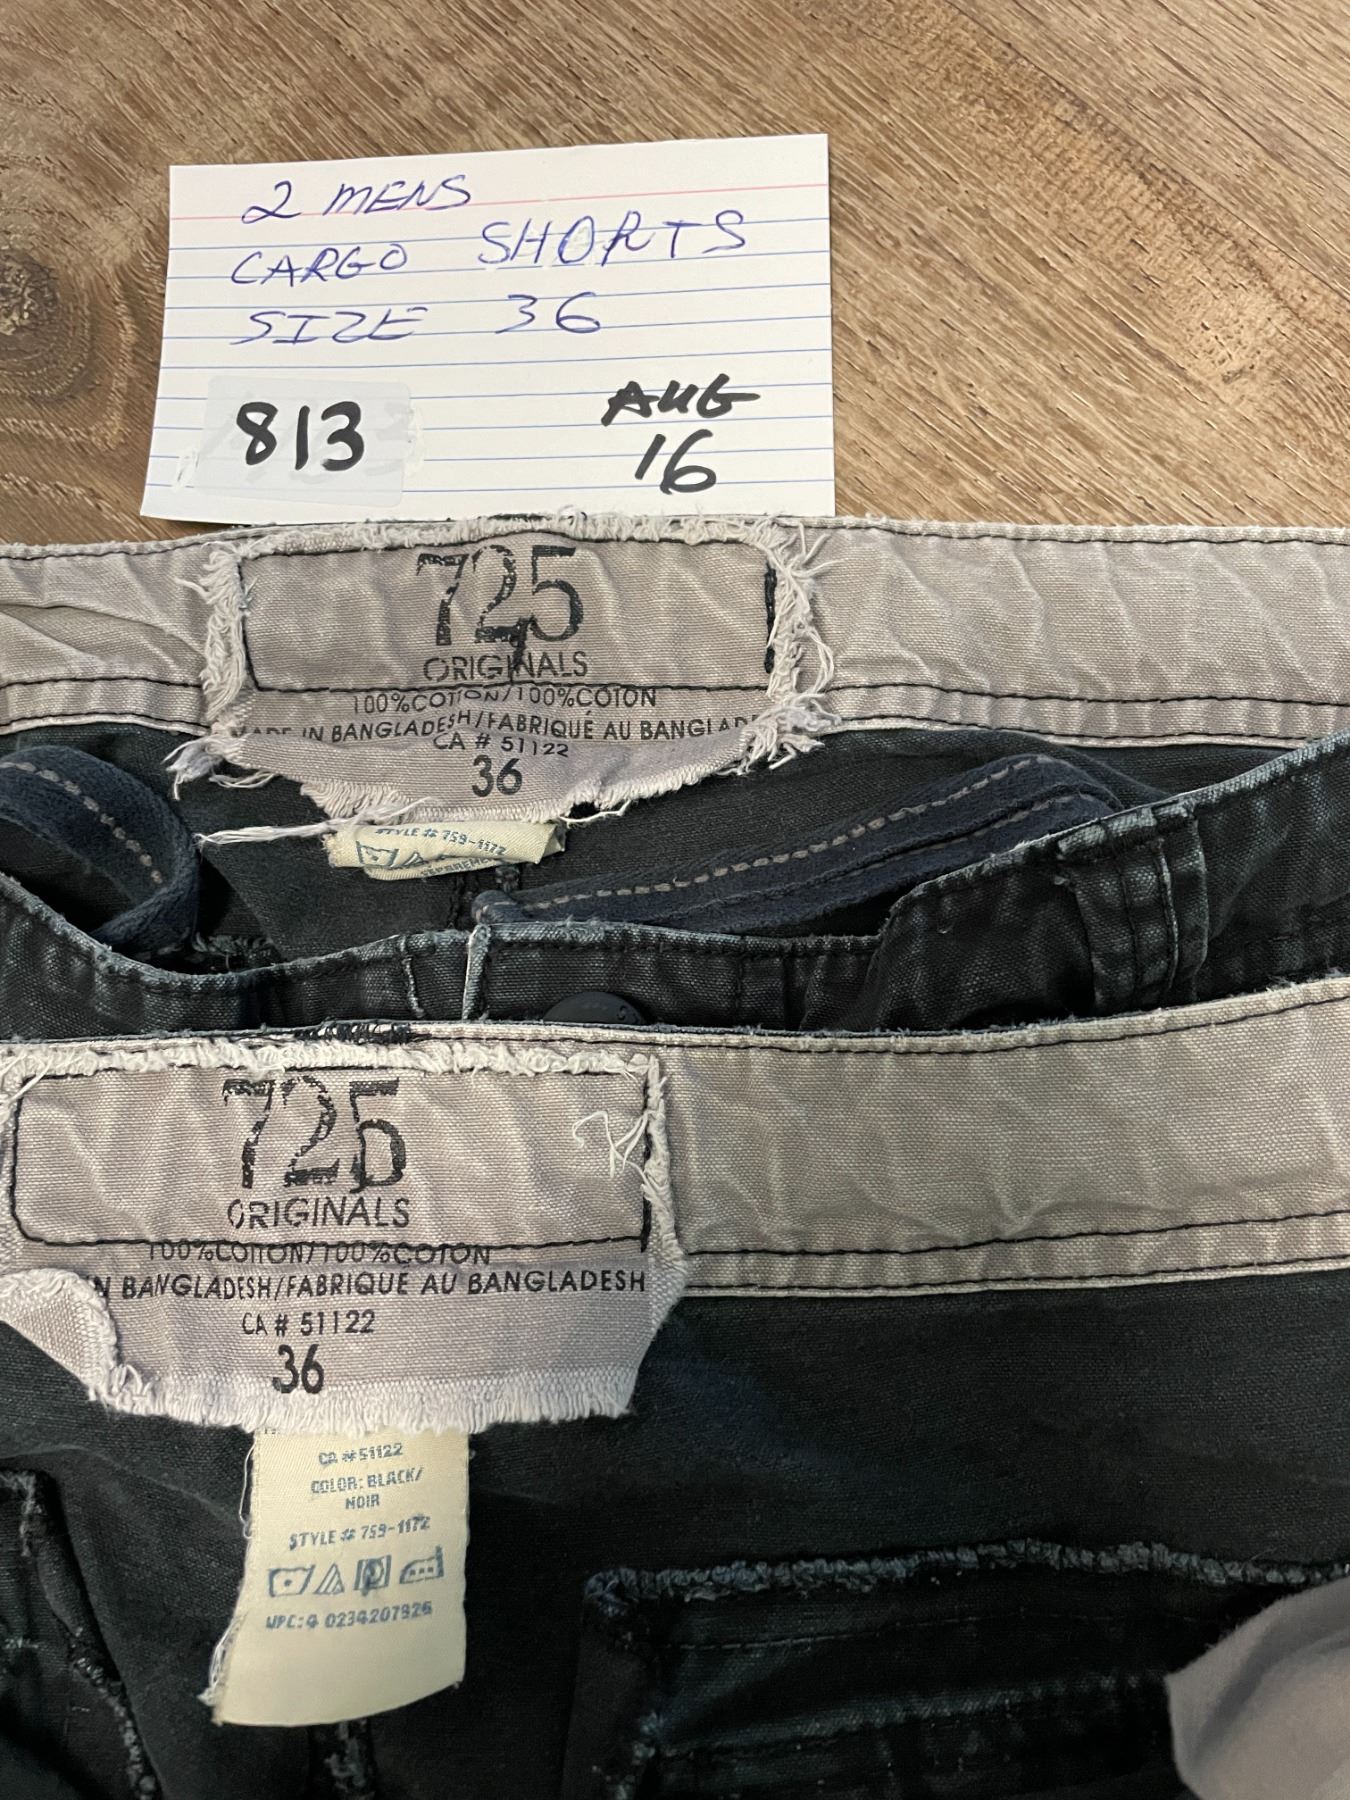 2 MENS
CARGO SHORTS
SIZE 36
813
AUG
16
725
ORIGINALS
100%COTTON/100%COTON
MADE IN BANGLADESH/FABRIQUE AU BANGLAD
CA # 51122
36
STYLE # 759-1172
725
ORIGINALS
100%COTTON/100%COTON
N BANGLADESH/FABRIQUE AU BANGLADESH
CA # 51122
36
CA # 51122
COLOR: BLACK/
NOIR
STYLE # 759-1172
UPC:4 0234207926